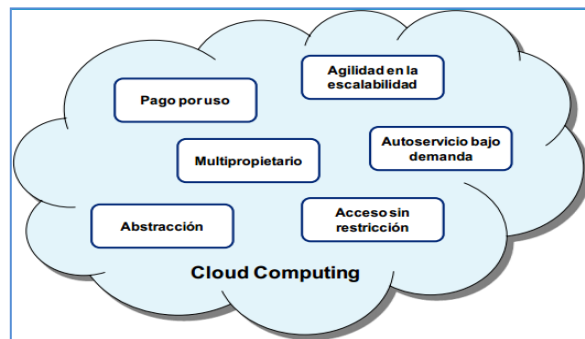 Agilidad en la
escalabilidad
Pago por uso
Autoservicio bajo
demanda
Multipropietario
Acceso sin
restricción
Abstracción
Cloud Computing